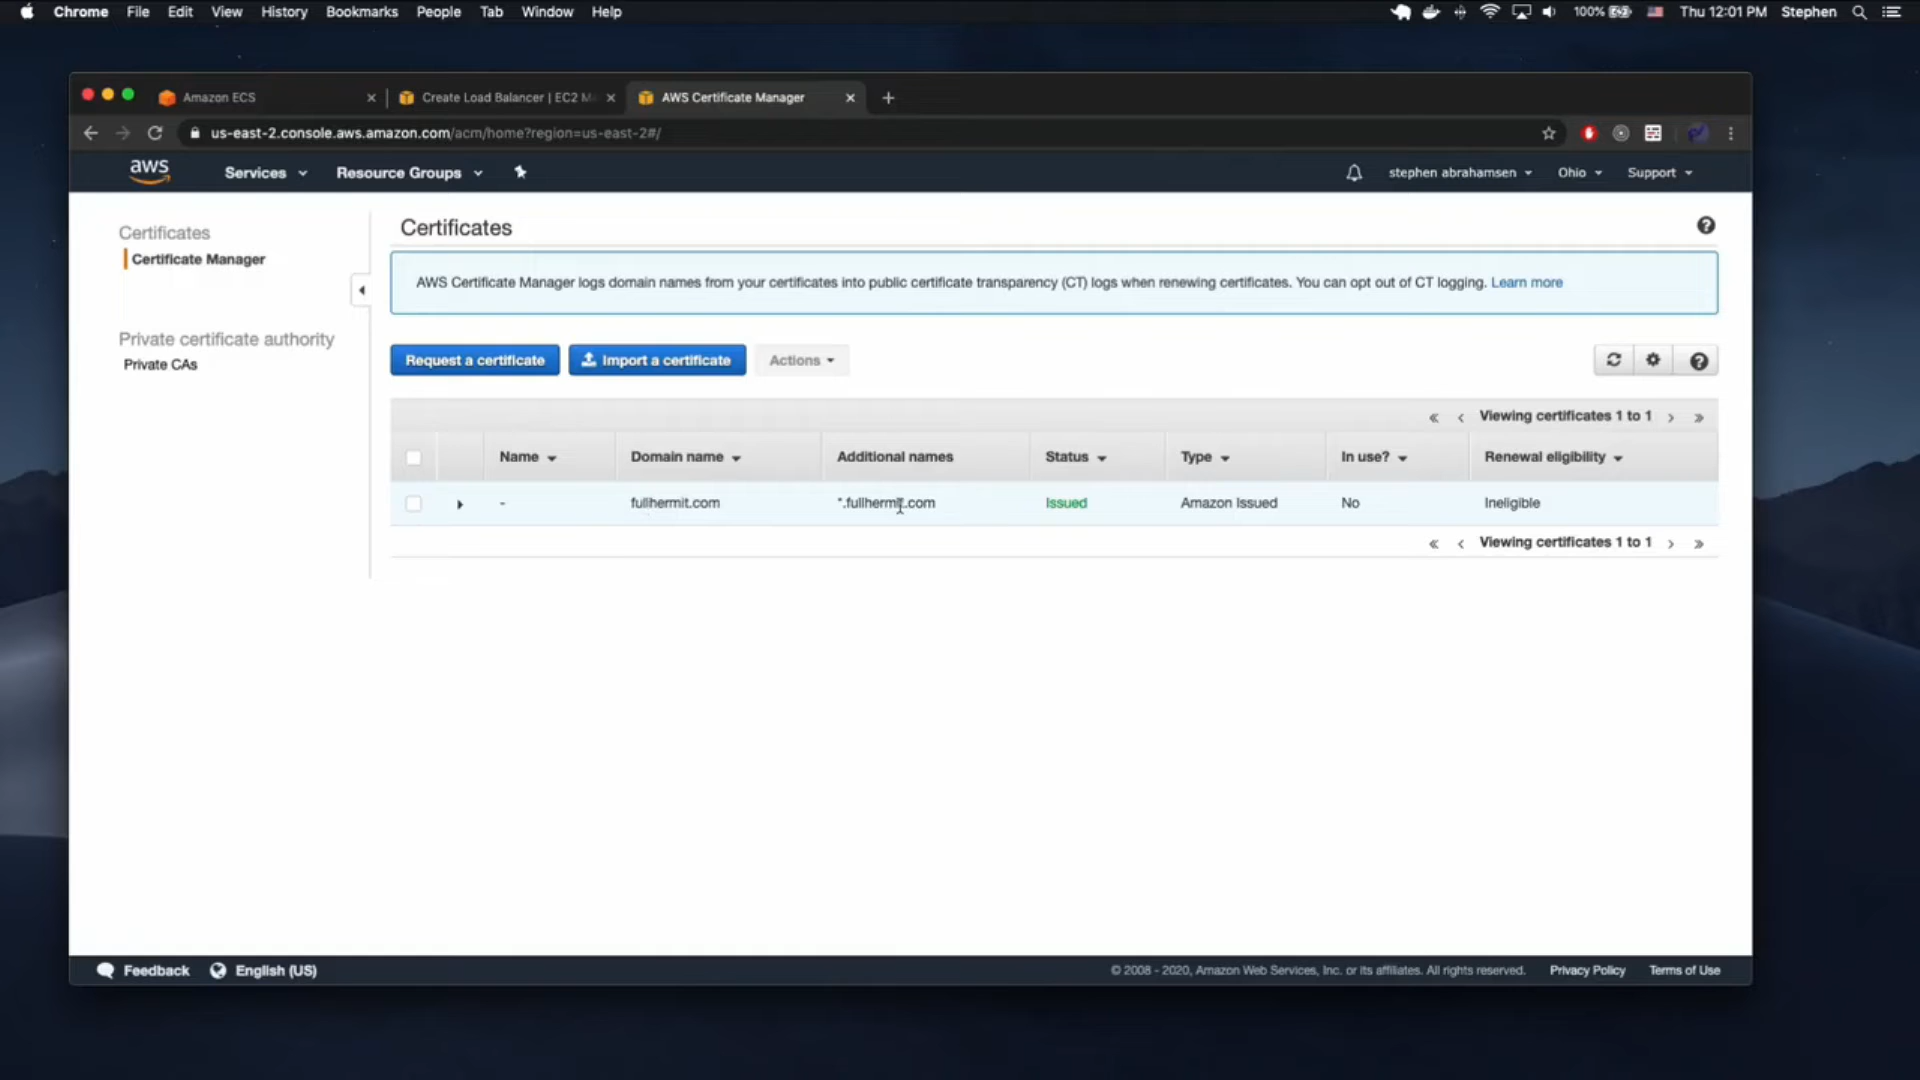 Chrome File Edit View History Bookmarks People Tab Window Help 100% Thu 12:01 PM Stephen
Amazon ECS Create Load Balancer | EC2 M AWS Certificate Manager
us-east-2.console.aws.amazon.com/acm/home?region=us-east-2#/
aws Services Resource Groups stephen abrahamsen Ohio Support
Certificates
Certificate Manager
Private certificate authority
Private CAs
Certificates
AWS Certificate Manager logs domain names from your certificates into public certificate transparency (CT) logs when renewing certificates. You can opt out of CT logging. Learn more
Request a certificate Import a certificate Actions
« ‹ Viewing certificates 1 to 1 › »
Name Domain name Additional names Status Type In use? Renewal eligibility
- fullhermit.com *.fullhermit.com Issued Amazon Issued No Ineligible
« ‹ Viewing certificates 1 to 1 › »
Feedback English (US) © 2008 - 2020, Amazon Web Services, Inc. or its affiliates. All rights reserved. Privacy Policy Terms of Use